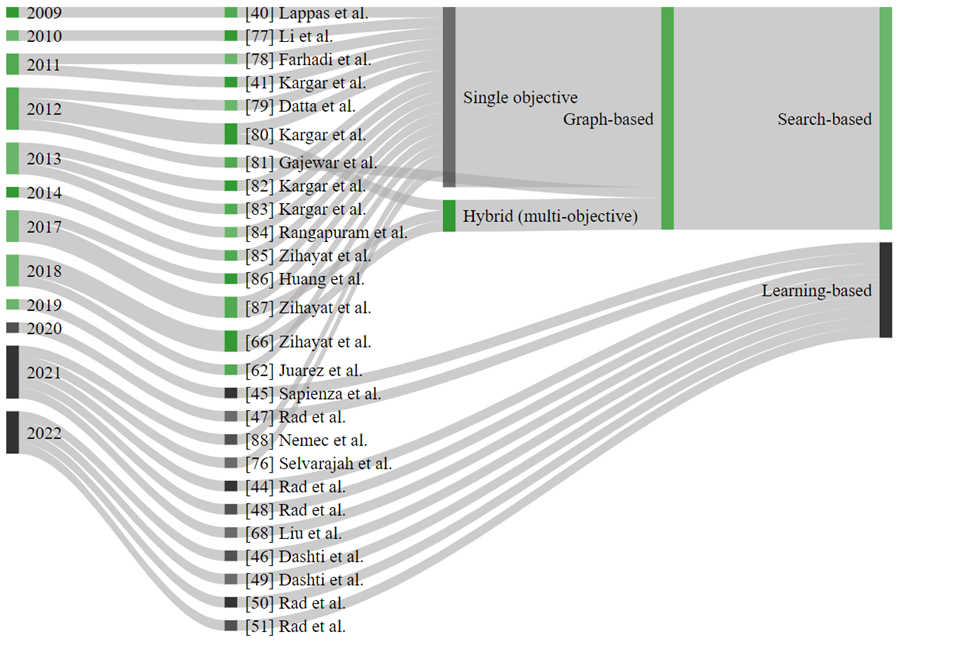 2009
2010
2011
2012
2013
2014
2017
2018
2019
2020
2021
2022
[40] Lappas et al.
[77] Li et al.
[78] Farhadi et al.
[41] Kargar et al.
[79] Datta et al.
[80] Kargar et al.
[81] Gajewar et al.
[82] Kargar et al.
[83] Kargar et al.
[84] Rangapuram et al.
[85] Zihayat et al.
[86] Huang et al.
[87] Zihayat et al.
[66] Zihayat et al.
[62] Juarez et al.
[45] Sapienza et al.
[47] Rad et al.
[88] Nemec et al.
[76] Selvarajah et al.
[44] Rad et al.
[48] Rad et al.
[68] Liu et al.
[46] Dashti et al.
[49] Dashti et al.
[50] Rad et al.
[51] Rad et al.
Single objective
Hybrid (multi-objective)
Graph-based
Search-based
Learning-based